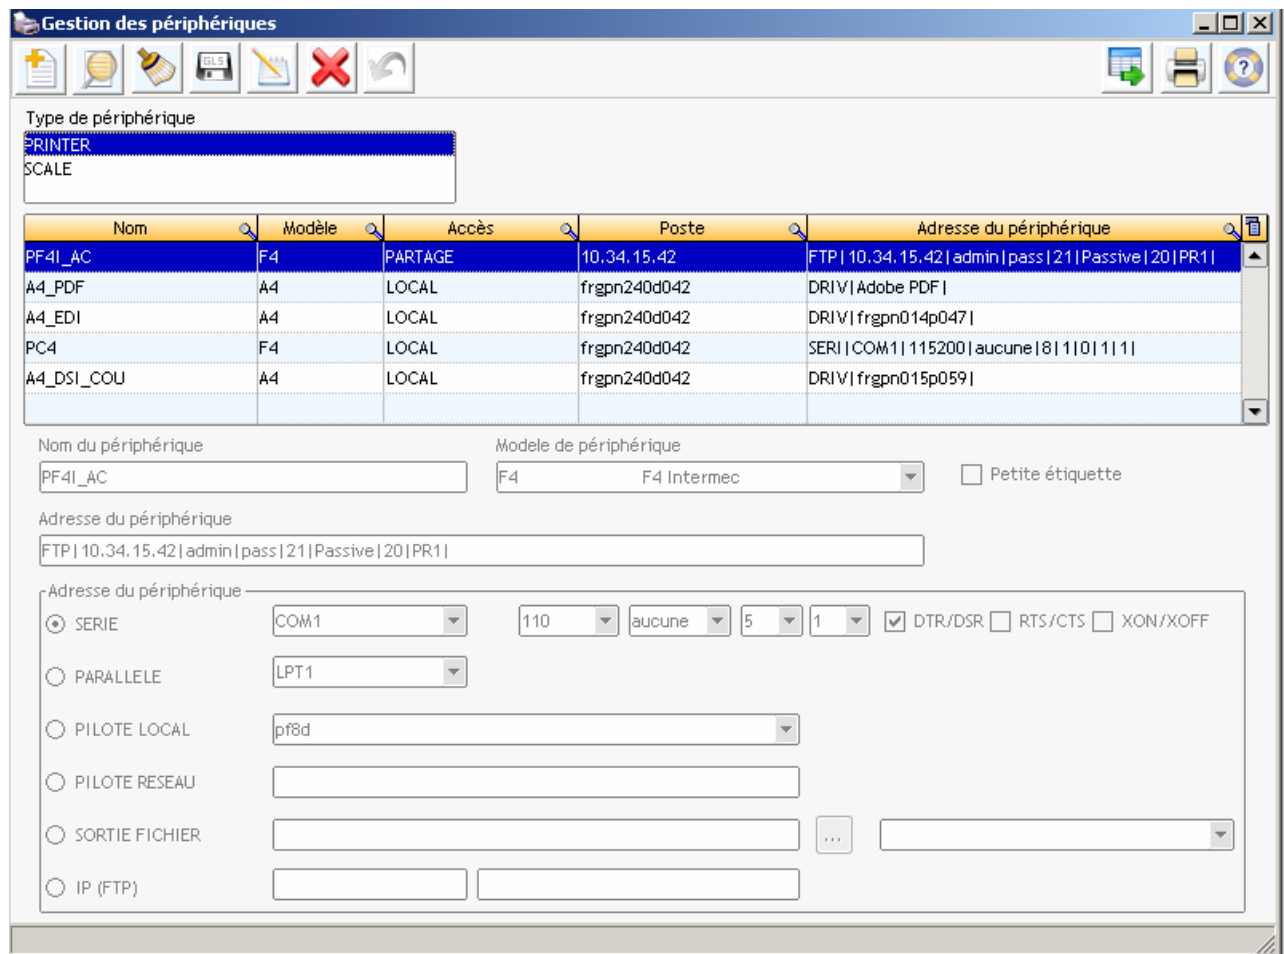 Gestion des périphériques
GLS
Type de périphérique
PRINTER
SCALE
Nom Modèle Accès Poste Adresse du périphérique
PF4I_AC F4 PARTAGE 10.34.15.42 FTP|10.34.15.42|admin|pass|21|Passive|20|PR1|
A4_PDF A4 LOCAL frgpn240d042 DRIV|Adobe PDF|
A4_EDI A4 LOCAL frgpn240d042 DRIV|frgpn014p047|
PC4 F4 LOCAL frgpn240d042 SERI|COM1|115200|aucune|8|1|0|1|1|
A4_DSI_COU A4 LOCAL frgpn240d042 DRIV|frgpn015p059|
Nom du périphérique Modele de périphérique
PF4I_AC F4 F4 Intermec Petite étiquette
Adresse du périphérique
FTP|10.34.15.42|admin|pass|21|Passive|20|PR1|
Adresse du périphérique
SERIE COM1 110 aucune 5 1 DTR/DSR RTS/CTS XON/XOFF
PARALLELE LPT1
PILOTE LOCAL pf8d
PILOTE RESEAU
SORTIE FICHIER ...
IP (FTP)